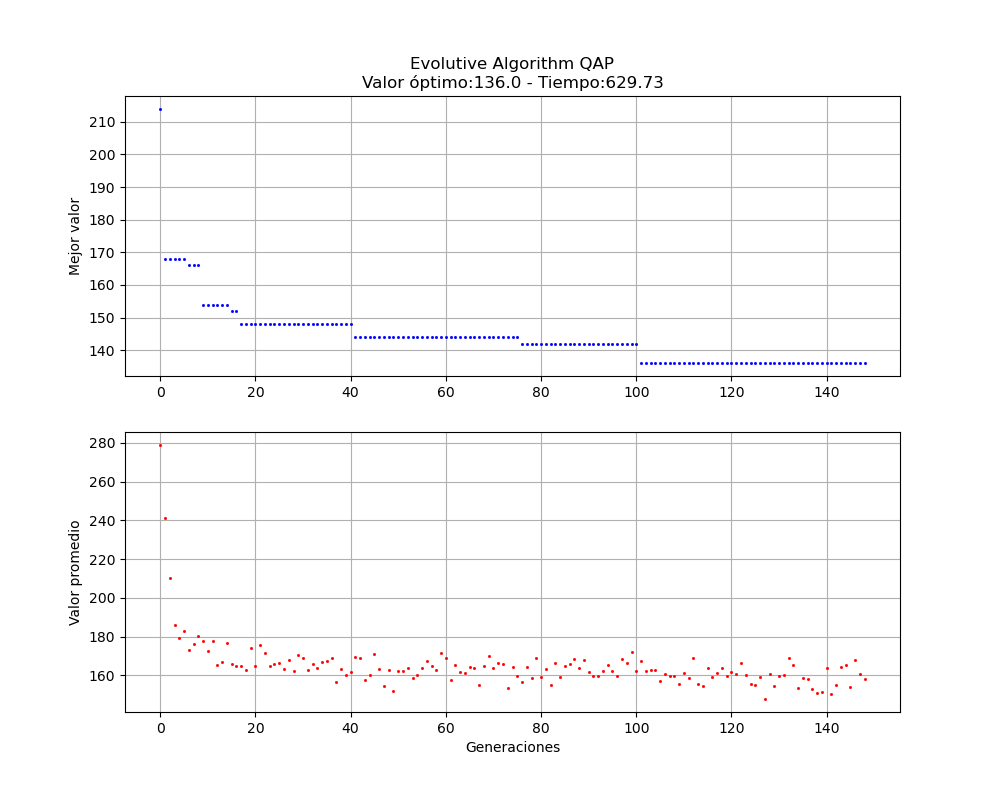 Evolutive Algorithm QAP
Valor óptimo:136.0 - Tiempo:629.73
Mejor valor
210
200
190
180
170
160
150
140
0 20 40 60 80 100 120 140
Valor promedio
280
260
240
220
200
180
160
0 20 40 60 80 100 120 140
Generaciones